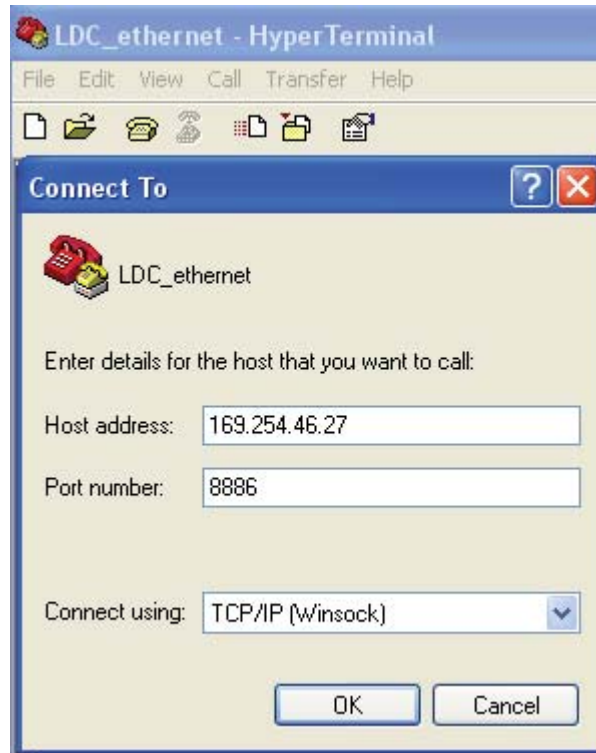 LDC_ethernet - HyperTerminal
File Edit View Call Transfer Help
Connect To
LDC_ethernet
Enter details for the host that you want to call:
Host address: 169.254.46.27
Port number: 8886
Connect using: TCP/IP (Winsock)
OK Cancel